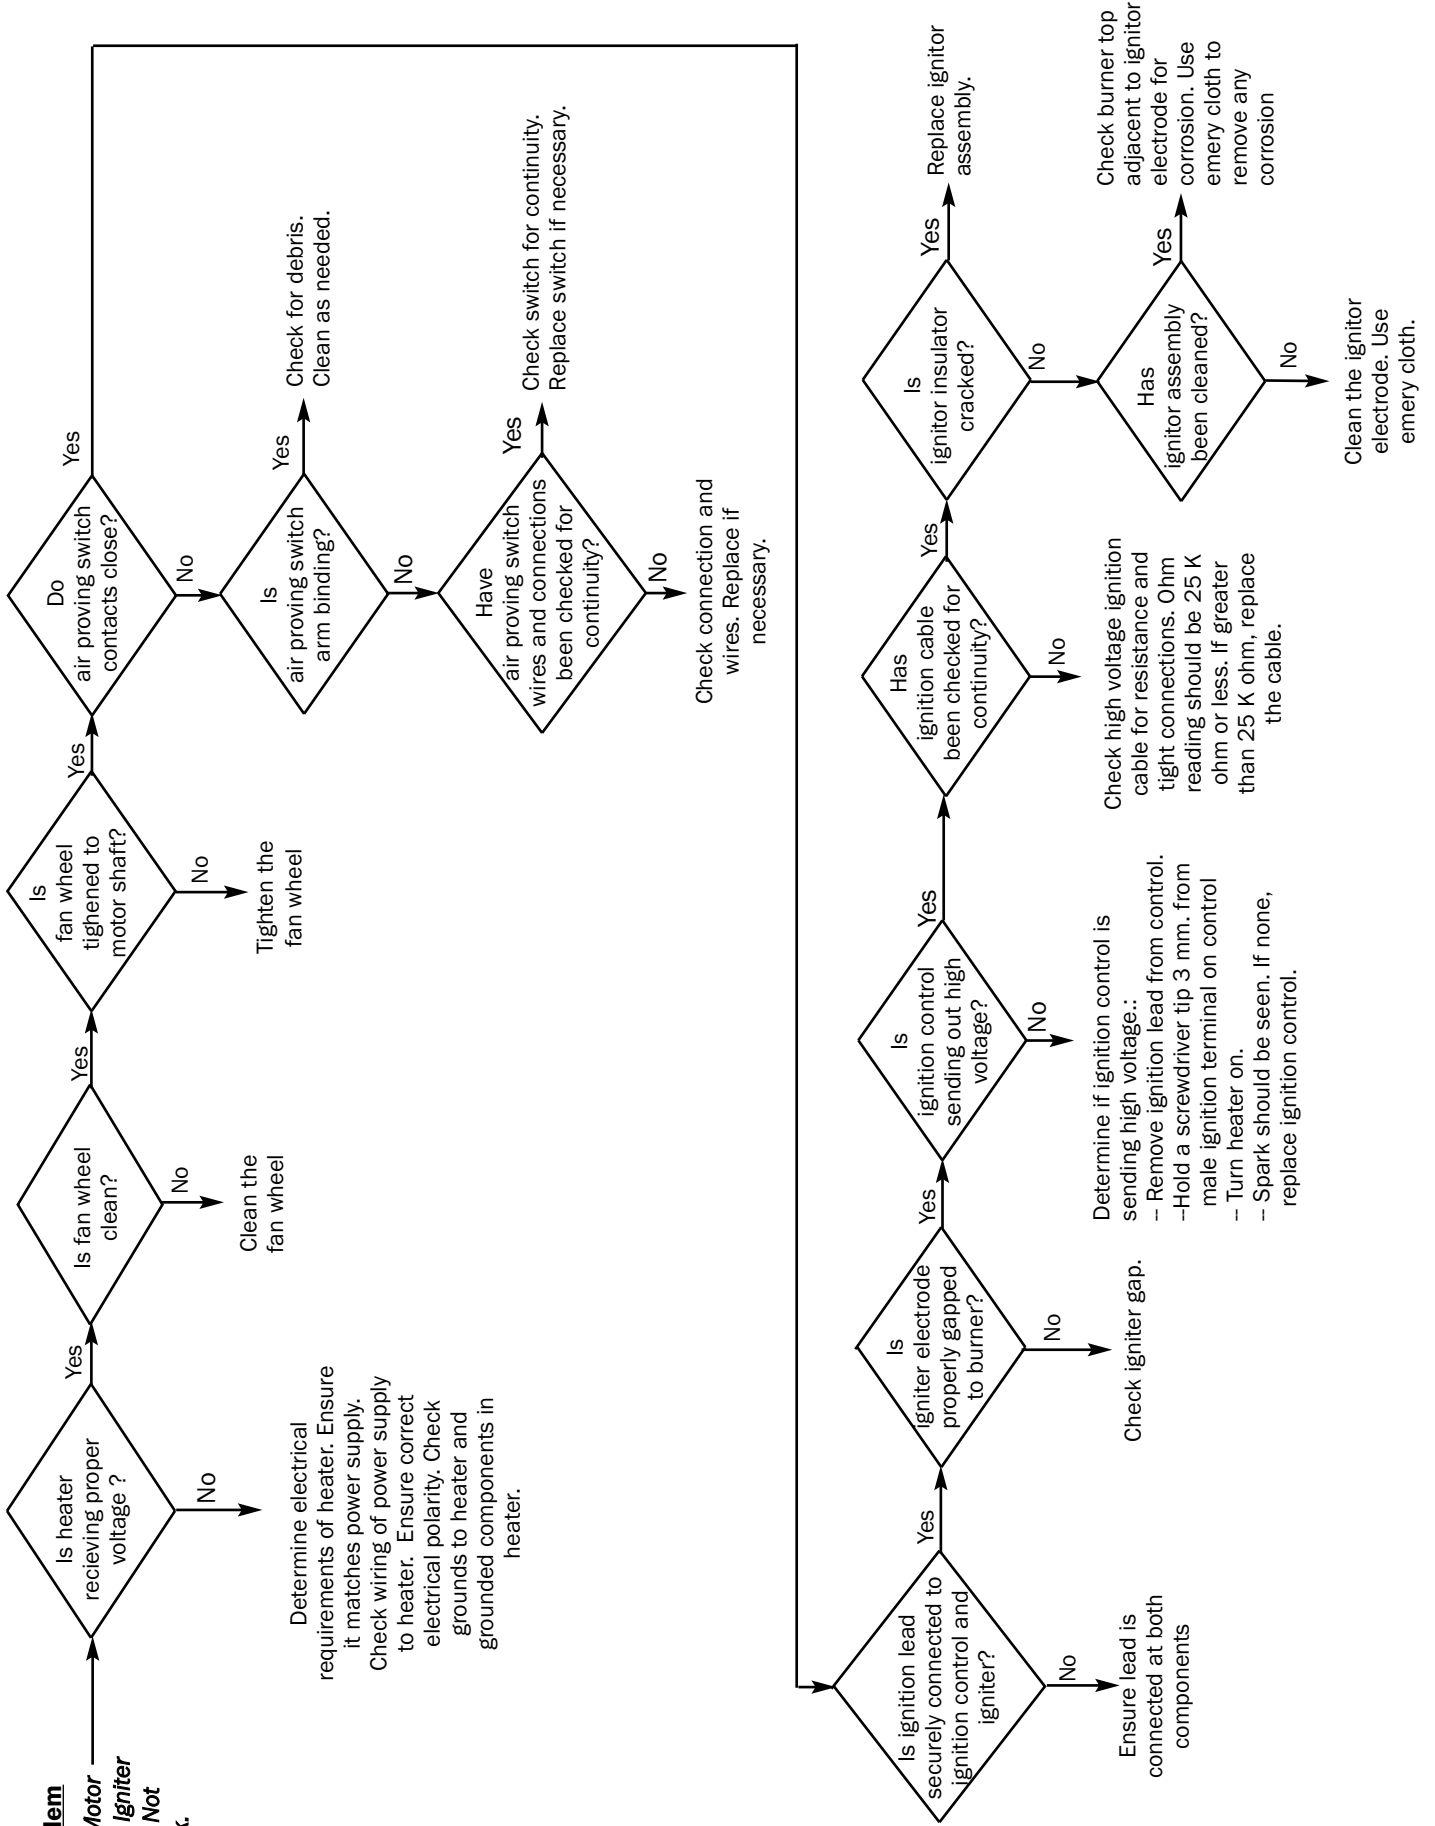 lem
Motor
Igniter
Not
Is heater
recieving proper
voltage ?
Yes
No
Determine electrical
requirements of heater. Ensure
it matches power supply.
Check wiring of power supply
to heater.  Ensure correct
electrical polarity. Check
grounds to heater and
grounded components in
heater.
Is fan wheel
clean?
Yes
No
Clean the
fan wheel
Is
fan wheel
tighened to
motor shaft?
Yes
No
Tighten the
fan wheel
Do
air proving switch
contacts close?
Yes
No
Is
air proving switch
arm binding?
Yes
Check for debris.
Clean as needed.
No
Have
air proving switch
wires and connections
been checked for
continuity?
Yes
Check switch for continuity.
Replace switch if necessary.
No
Check connection and
wires. Replace if
necessary.
Is ignition lead
securely connected to
ignition control and
igniter?
Yes
No
Ensure lead is
connected at both
components
Is
igniter electrode
properly gapped
to burner?
Yes
No
Check igniter gap.
Is
ignition control
sending out high
voltage?
Yes
No
Determine if ignition control is
sending high voltage.:
-- Remove ignition lead from control.
--Hold a screwdriver tip 3 mm. from
male ignition terminal on control
-- Turn heater on.
-- Spark should be seen. If none,
replace ignition control.
Has
ignition cable
been checked for
continuity?
Yes
No
Check high voltage ignition
cable for resistance and
tight connections. Ohm
reading should be 25 K
ohm or less. If greater
than 25 K ohm, replace
the cable.
Is
ignitor insulator
cracked?
Yes
Replace ignitor
assembly.
No
Has
ignitor assembly
been cleaned?
Yes
Check burner top
adjacent to ignitor
electrode for
corrosion. Use
emery cloth to
remove any
corrosion
No
Clean the ignitor
electrode. Use
emery cloth.